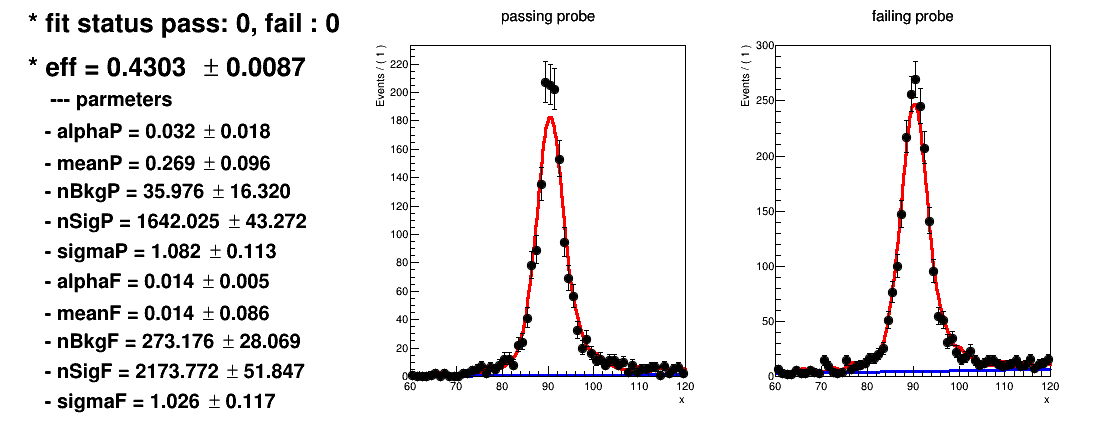 * fit status pass: 0, fail : 0
* eff = 0.4303 ± 0.0087
--- parmeters
- alphaP = 0.032 ± 0.018
- meanP = 0.269 ± 0.096
- nBkgP = 35.976 ± 16.320
- nSigP = 1642.025 ± 43.272
- sigmaP = 1.082 ± 0.113
- alphaF = 0.014 ± 0.005
- meanF = 0.014 ± 0.086
- nBkgF = 273.176 ± 28.069
- nSigF = 2173.772 ± 51.847
- sigmaF = 1.026 ± 0.117
passing probe
Events / ( 1 )
220
200
180
160
140
120
100
80
60
40
20
0
60 70 80 90 100 110 120
x
failing probe
Events / ( 1 )
300
250
200
150
100
50
0
60 70 80 90 100 110 120
x